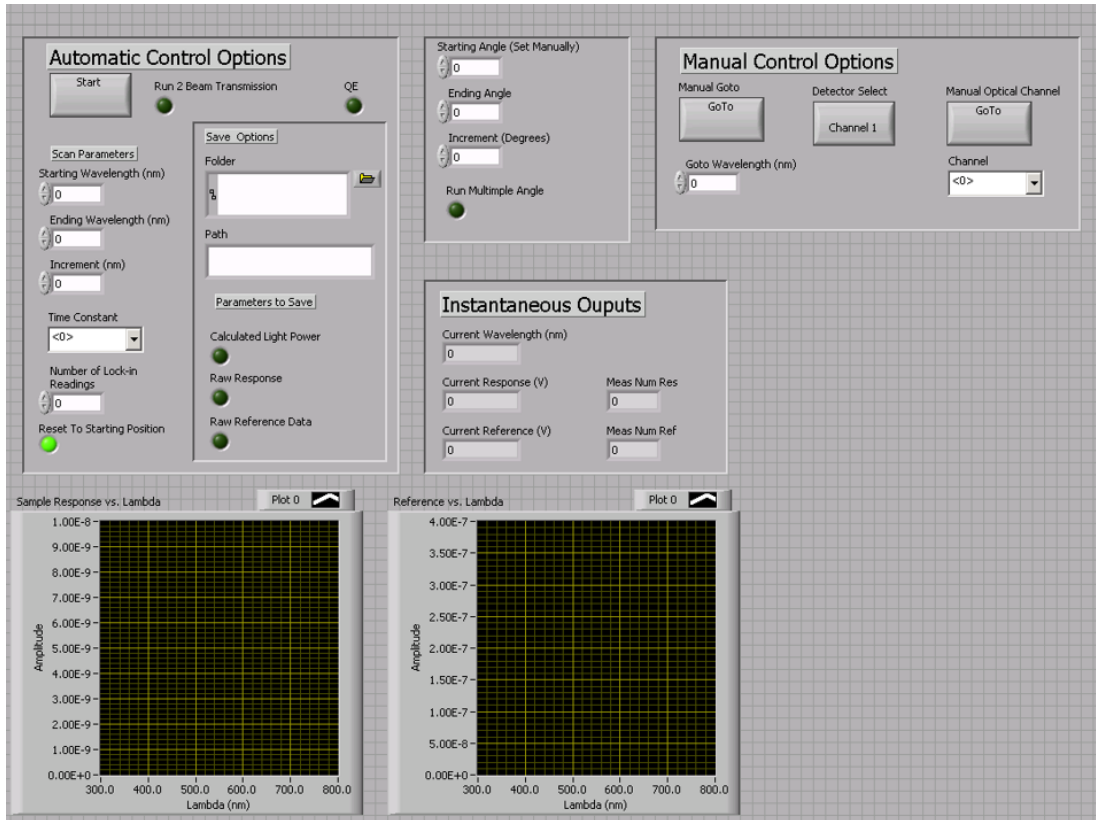 Automatic Control Options
Start
Run 2 Beam Transmission
QE
Scan Parameters
Starting Wavelength (nm)
0
Ending Wavelength (nm)
0
Increment (nm)
0
Time Constant
<0>
Number of Lock-in
Readings
0
Reset To Starting Position
Save Options
Folder
Path
Parameters to Save
Calculated Light Power
Raw Response
Raw Reference Data
Starting Angle (Set Manually)
0
Ending Angle
0
Increment (Degrees)
0
Run Multimple Angle
Manual Control Options
Manual Goto
GoTo
Detector Select
Channel 1
Manual Optical Channel
GoTo
Goto Wavelength (nm)
0
Channel
<0>
Instantaneous Ouputs
Current Wavelength (nm)
0
Current Response (V)
0
Meas Num Res
0
Current Reference (V)
0
Meas Num Ref
0
Sample Response vs. Lambda
Plot 0
Amplitude
1.00E-8
9.00E-9
8.00E-9
7.00E-9
6.00E-9
5.00E-9
4.00E-9
3.00E-9
2.00E-9
1.00E-9
0.00E+0
300.0 400.0 500.0 600.0 700.0 800.0
Lambda (nm)
Reference vs. Lambda
Plot 0
Amplitude
4.00E-7
3.50E-7
3.00E-7
2.50E-7
2.00E-7
1.50E-7
1.00E-7
5.00E-8
0.00E+0
300.0 400.0 500.0 600.0 700.0 800.0
Lambda (nm)